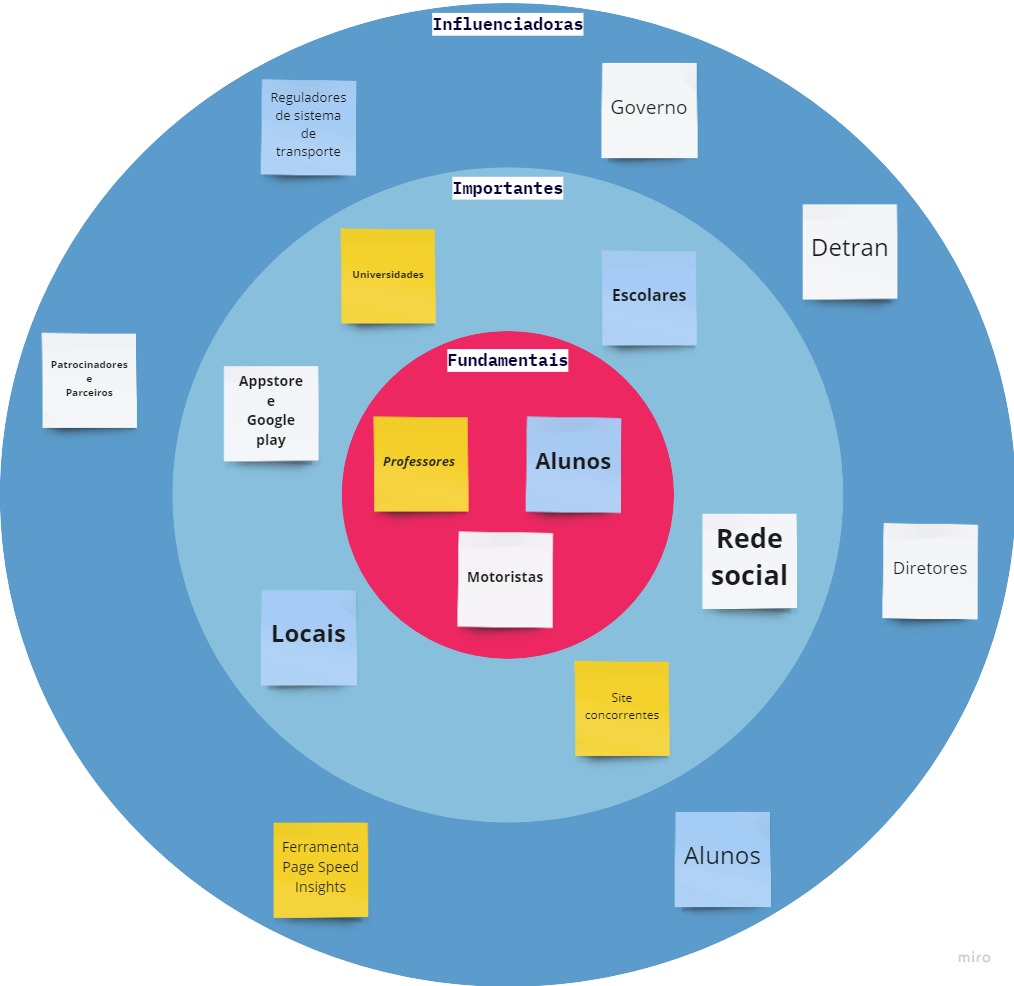 Influenciadoras
Reguladores
de sistema
de
transporte
Governo
Importantes
Detran
Universidades
Escolares
Patrocinadores
e
Parceiros
Fundamentais
Appstore
e
Google
play
Professores
Alunos
Rede
social
Motoristas
Diretores
Locais
Site
concorrentes
Ferramenta
Page Speed
Insights
Alunos
miro